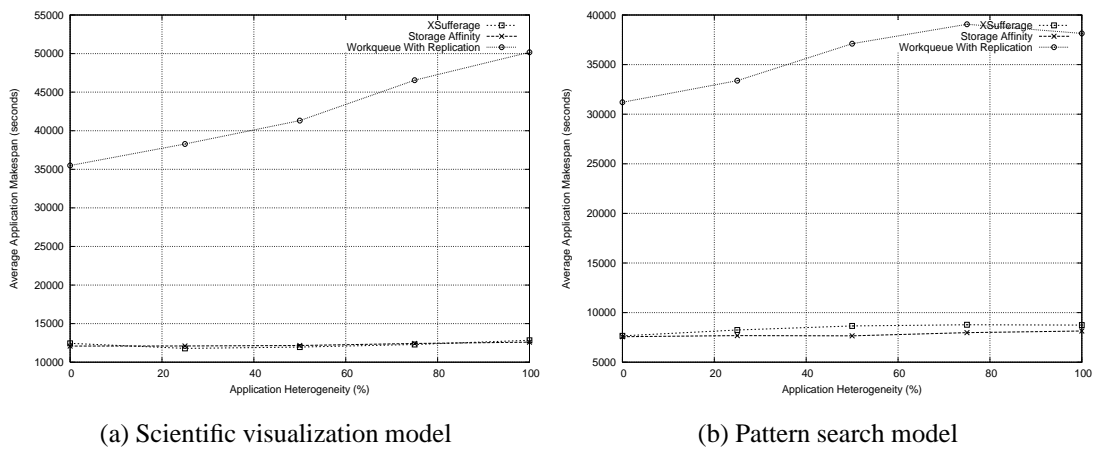 55000
50000
45000
40000
35000
30000
25000
20000
15000
10000
0
20
40
60
80
100
Average Application Makespan (seconds)
Application Heterogeneity (%)
XSufferage
Storage Affinity
Workqueue With Replication
(a) Scientific visualization model
40000
35000
30000
25000
20000
15000
10000
5000
0
20
40
60
80
100
Average Application Makespan (seconds)
Application Heterogeneity (%)
XSufferage
Storage Affinity
Workqueue With Replication
(b) Pattern search model